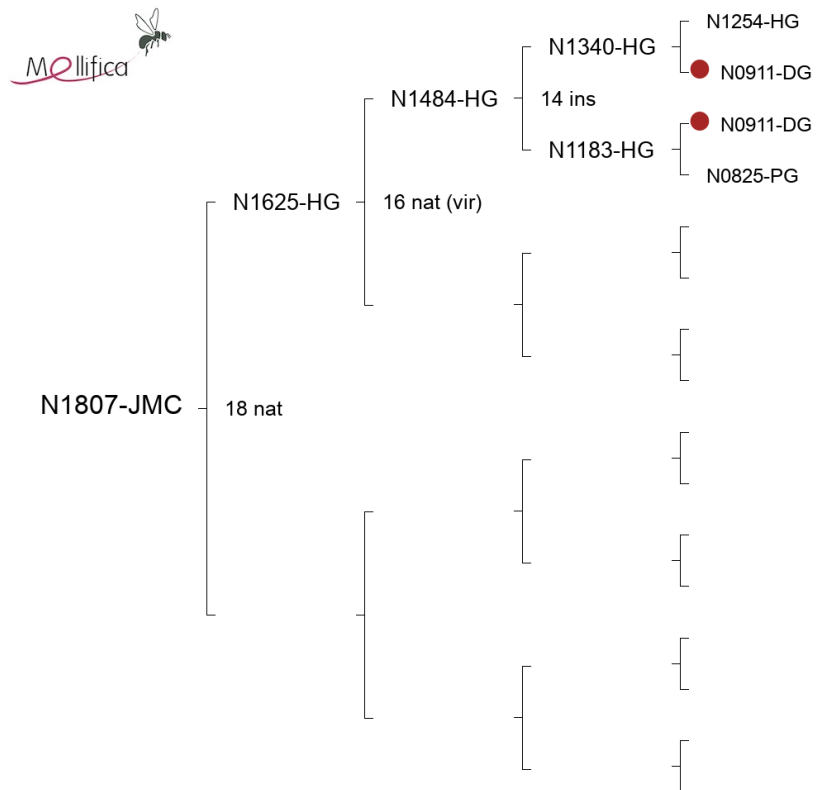 Mellifica
N1254-HG
N1340-HG
N0911-DG
N1484-HG
14 ins
N0911-DG
N1183-HG
N0825-PG
N1625-HG
16 nat (vir)
N1807-JMC
18 nat